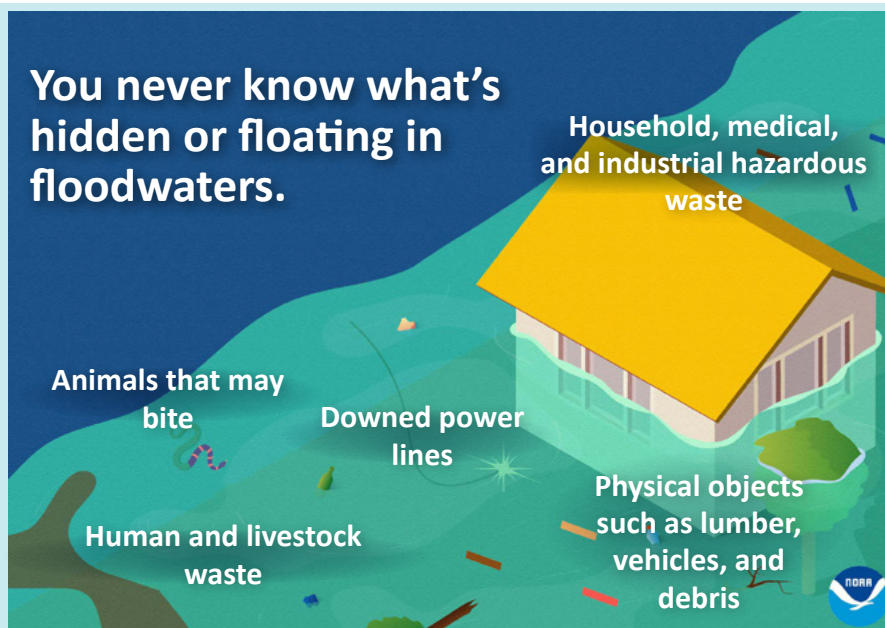 You never know what’s
hidden or floating in
floodwaters.
Household, medical,
and industrial hazardous
waste
Animals that may
bite
Downed power
lines
Human and livestock
waste
Physical objects
such as lumber,
vehicles, and
debris
NOAA